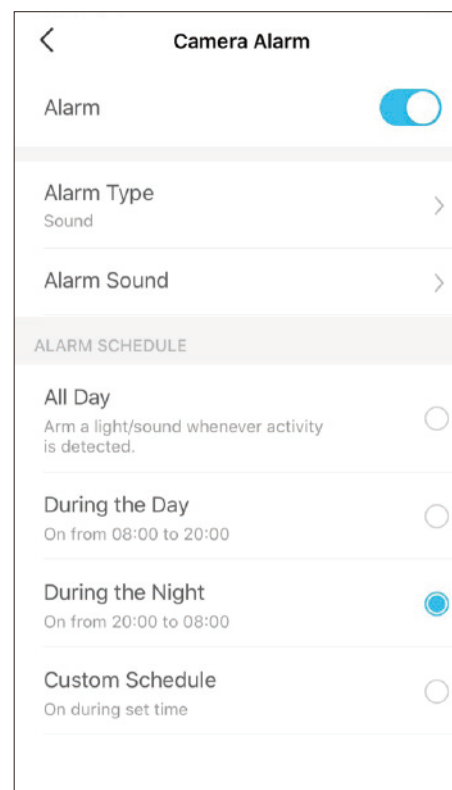 Camera Alarm
Alarm
Alarm Type
Sound
Alarm Sound
ALARM SCHEDULE
All Day
Arm a light/sound whenever activity
is detected.
During the Day
On from 08:00 to 20:00
During the Night
On from 20:00 to 08:00
Custom Schedule
On during set time